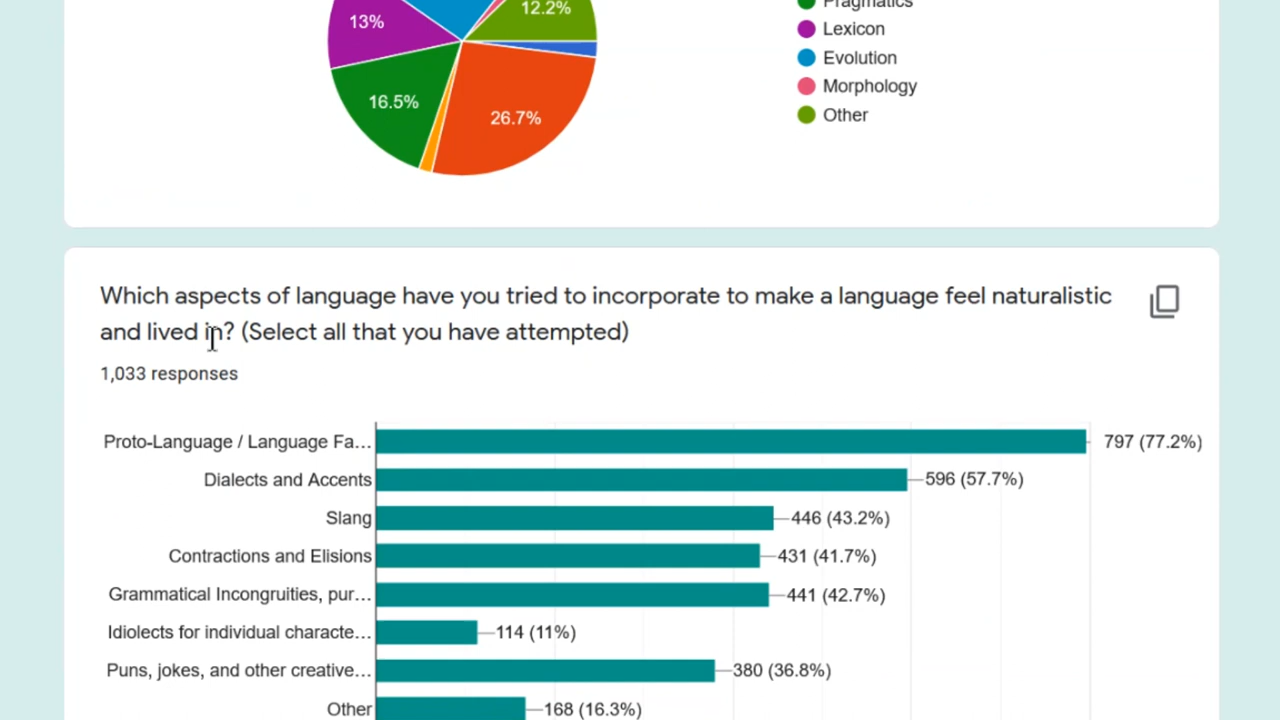 12.2%
Pragmatics
13%
Lexicon
Evolution
Morphology
16.5%
26.7%
Other
Which aspects of language have you tried to incorporate to make a language feel naturalistic
and lived in? (Select all that you have attempted)
1,033 responses
Proto-Language / Language Fa... 797 (77.2%)
Dialects and Accents 596 (57.7%)
Slang 446 (43.2%)
Contractions and Elisions 431 (41.7%)
Grammatical Incongruities, pur... 441 (42.7%)
Idiolects for individual characte... 114 (11%)
Puns, jokes, and other creative... 380 (36.8%)
Other 168 (16.3%)